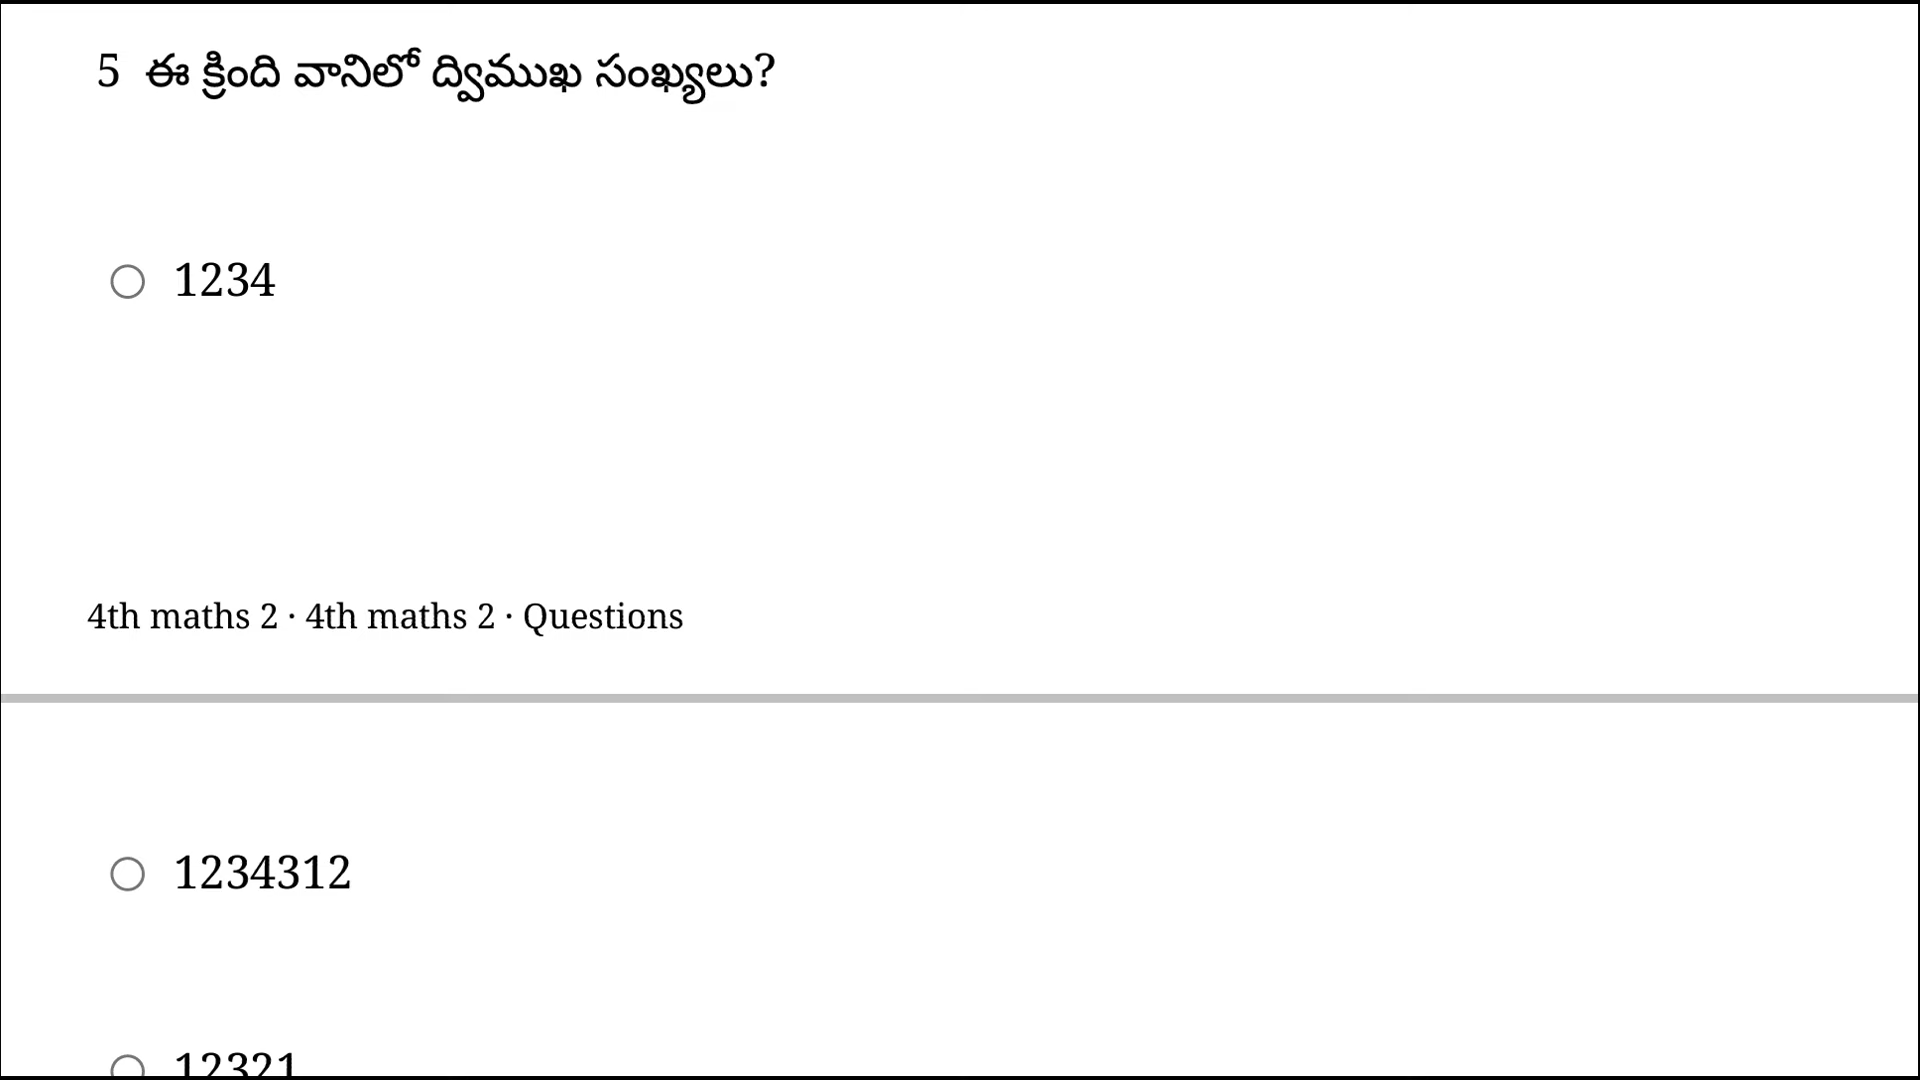 5 ఈ క్రింది వానిలో ద్విముఖ సంఖ్యలు?
1234
4th maths 2 · 4th maths 2 · Questions
1234312
12321